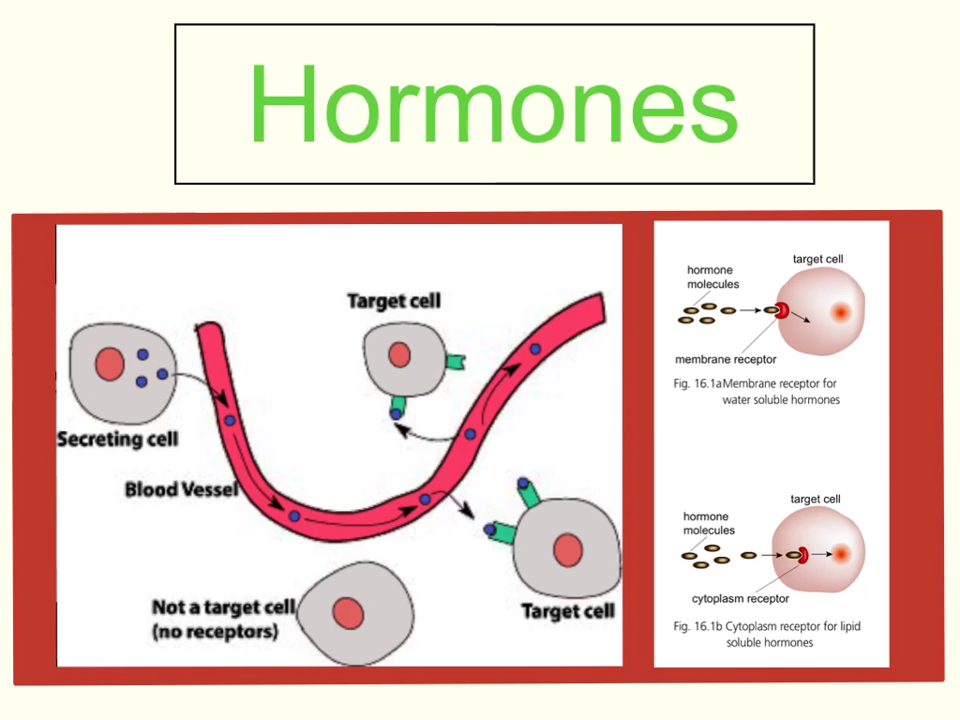 Hormones
Target cell
Secreting cell
Blood Vessel
Not a target cell
(no receptors)
Target cell
target cell
hormone
molecules
membrane receptor
Fig. 16.1aMembrane receptor for
water soluble hormones
target cell
hormone
molecules
cytoplasm receptor
Fig. 16.1b Cytoplasm receptor for lipid
soluble hormones